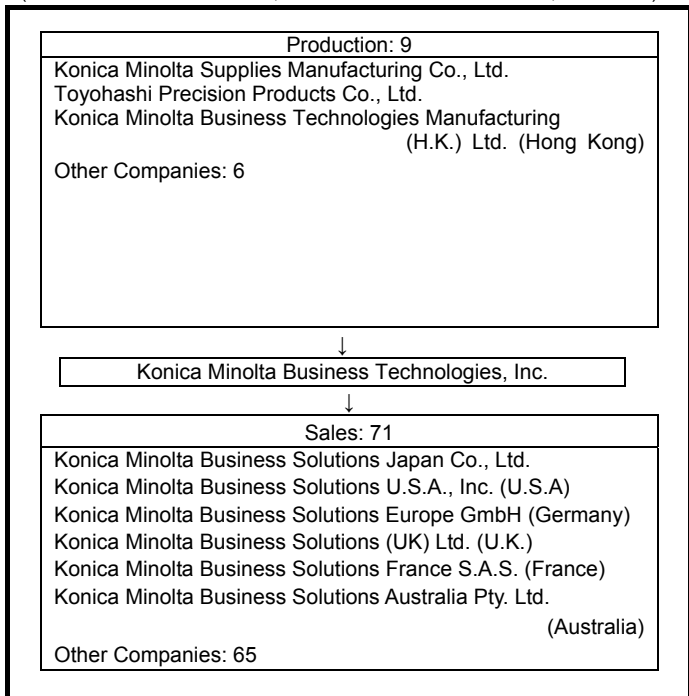 Production: 9
Konica Minolta Supplies Manufacturing Co., Ltd.
Toyohashi Precision Products Co., Ltd.
Konica Minolta Business Technologies Manufacturing
(H.K.) Ltd. (Hong Kong)
Other Companies: 6
↓
Konica Minolta Business Technologies, Inc.
↓
Sales: 71
Konica Minolta Business Solutions Japan Co., Ltd.
Konica Minolta Business Solutions U.S.A., Inc. (U.S.A)
Konica Minolta Business Solutions Europe GmbH (Germany)
Konica Minolta Business Solutions (UK) Ltd. (U.K.)
Konica Minolta Business Solutions France S.A.S. (France)
Konica Minolta Business Solutions Australia Pty. Ltd.
(Australia)
Other Companies: 65